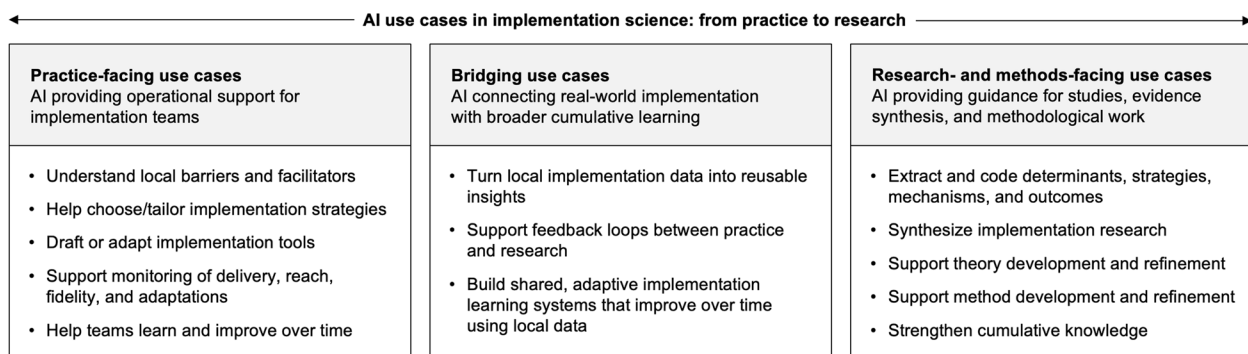 AI use cases in implementation science: from practice to research
Practice-facing use cases
AI providing operational support for
implementation teams
• Understand local barriers and facilitators
• Help choose/tailor implementation strategies
• Draft or adapt implementation tools
• Support monitoring of delivery, reach,
fidelity, and adaptations
• Help teams learn and improve over time
Bridging use cases
AI connecting real-world implementation
with broader cumulative learning
• Turn local implementation data into reusable
insights
• Support feedback loops between practice
and research
• Build shared, adaptive implementation
learning systems that improve over time
using local data
Research- and methods-facing use cases
AI providing guidance for studies, evidence
synthesis, and methodological work
• Extract and code determinants, strategies,
mechanisms, and outcomes
• Synthesize implementation research
• Support theory development and refinement
• Support method development and refinement
• Strengthen cumulative knowledge